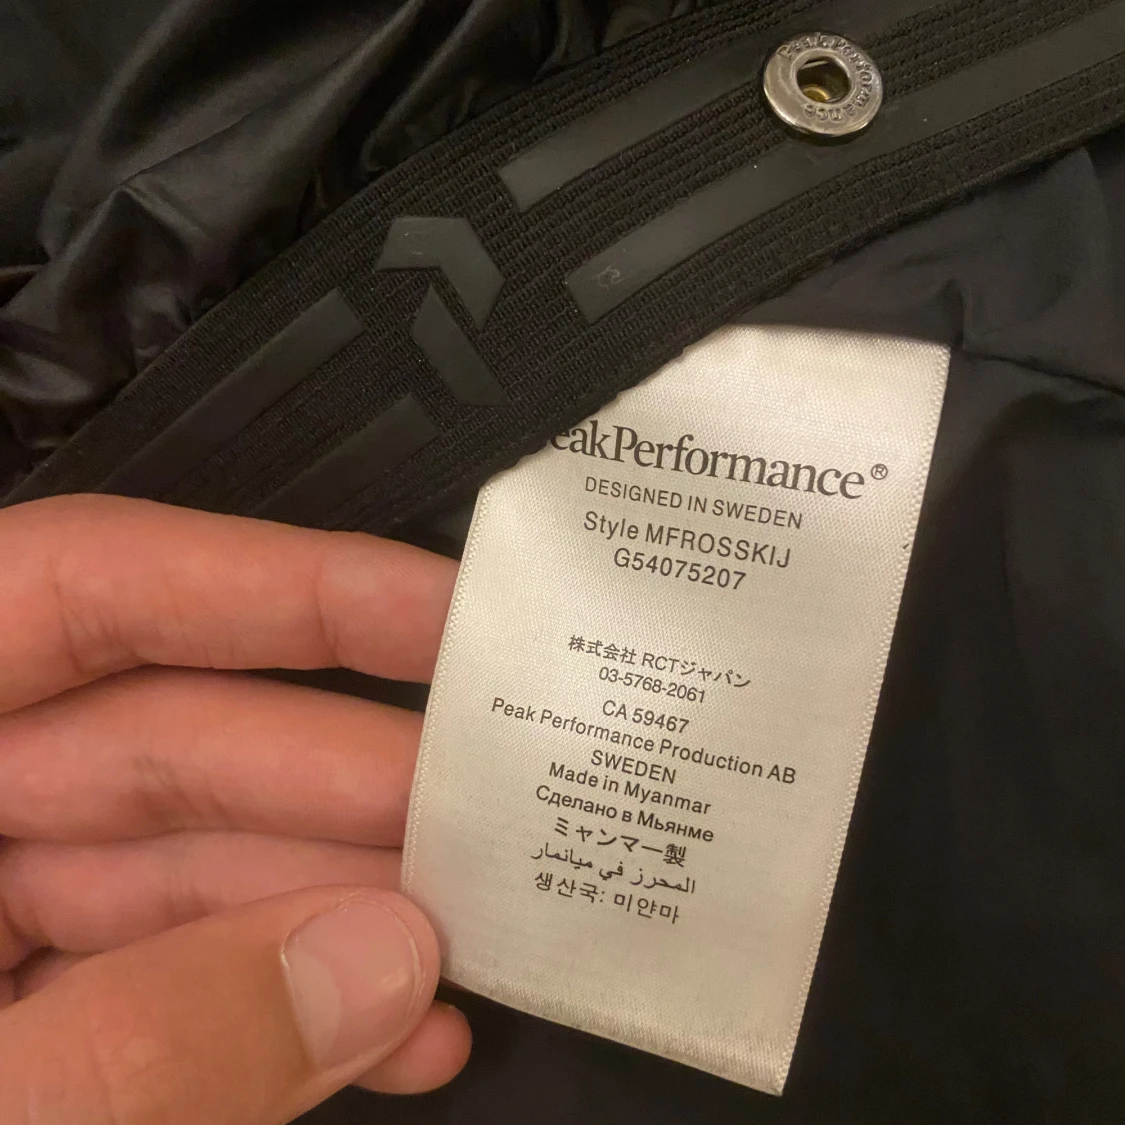 Peak Performance
PeakPerformance®
DESIGNED IN SWEDEN
Style MFROSSKIJ
G54075207
株式会社 RCTジャパン
03-5768-2061
CA 59467
Peak Performance Production AB
SWEDEN
Made in Myanmar
Сделано в Мьянме
ミャンマー製
المحرز في ميانمار
생산국: 미얀마